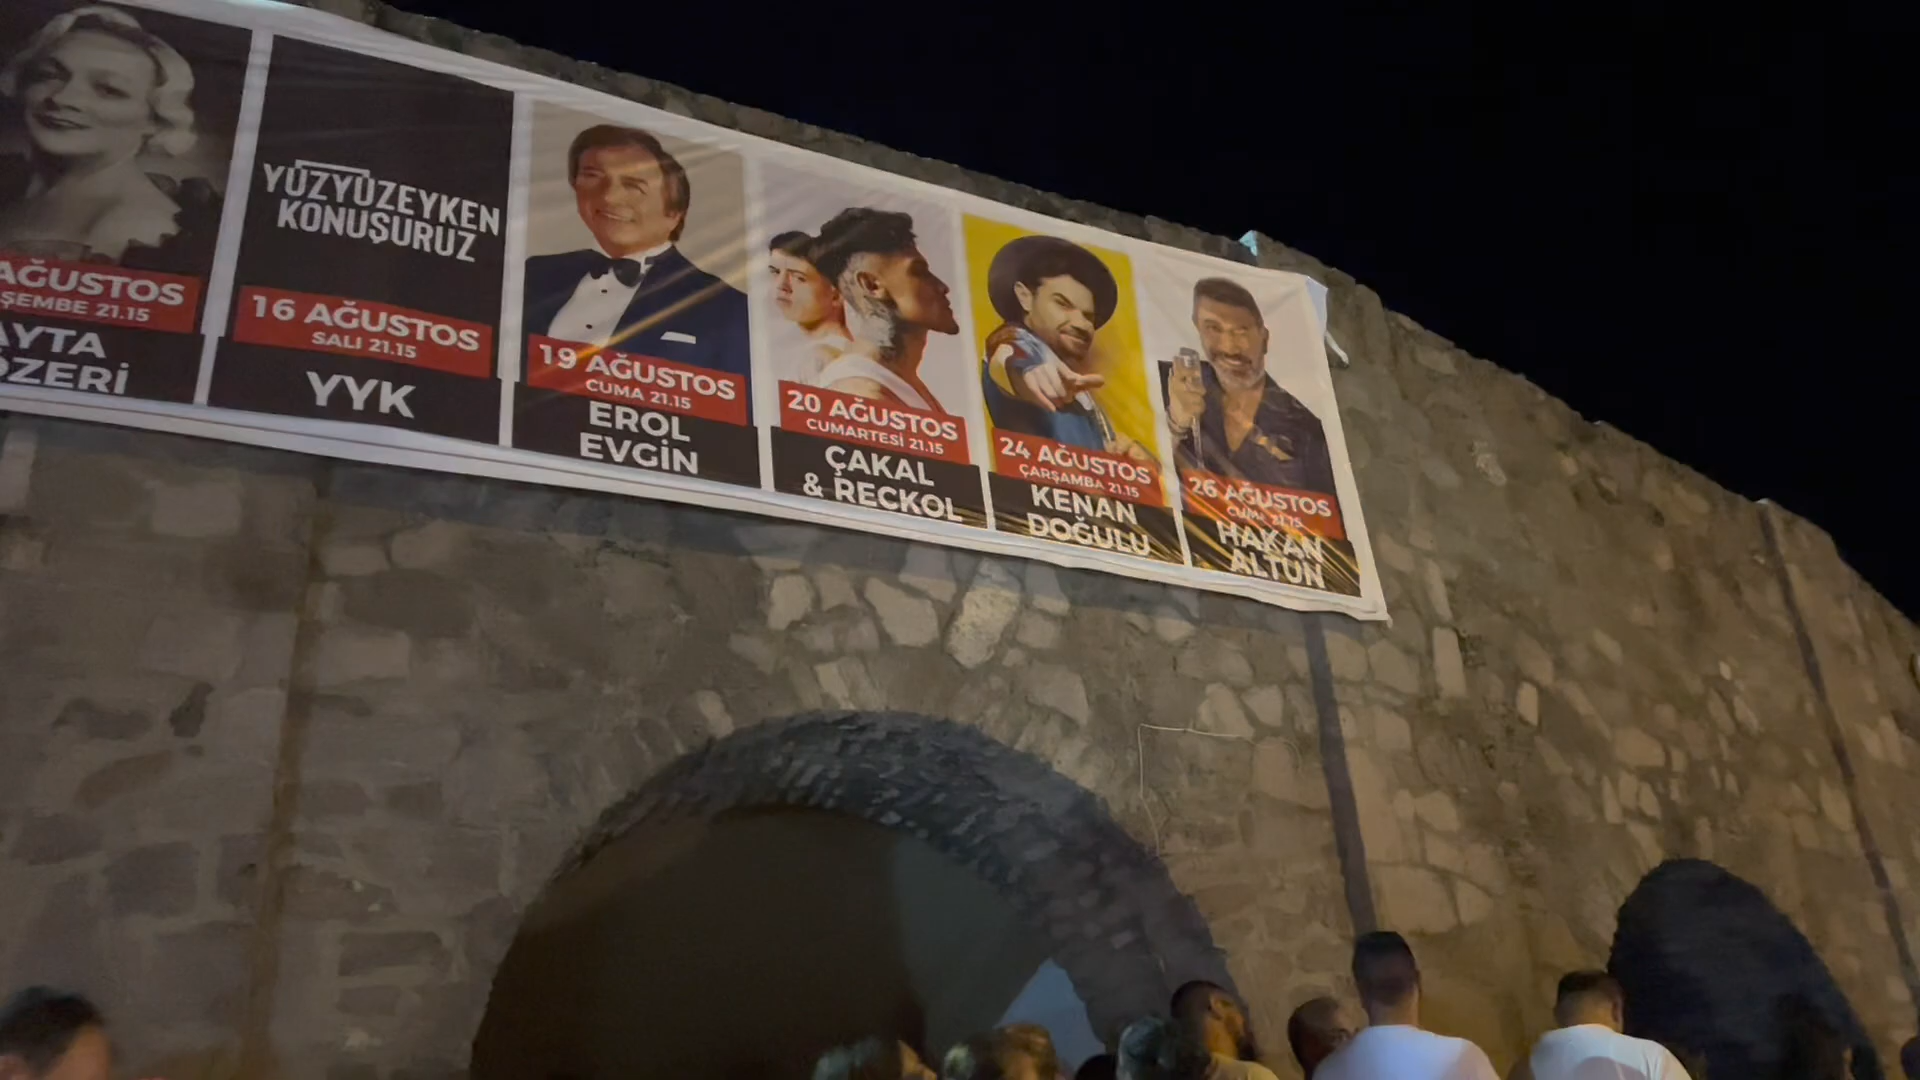 AĞUSTOS
ŞEMBE 21.15
AYTA
ÖZERİ
YÜZYÜZEYKEN
KONUŞURUZ
16 AĞUSTOS
SALI 21.15
YYK
19 AĞUSTOS
CUMA 21.15
EROL
EVGİN
20 AĞUSTOS
CUMARTESİ 21.15
ÇAKAL
& RECKOL
24 AĞUSTOS
ÇARŞAMBA 21.15
KENAN
DOĞULU
26 AĞUSTOS
CUMA 21.15
HAKAN
ALTUN